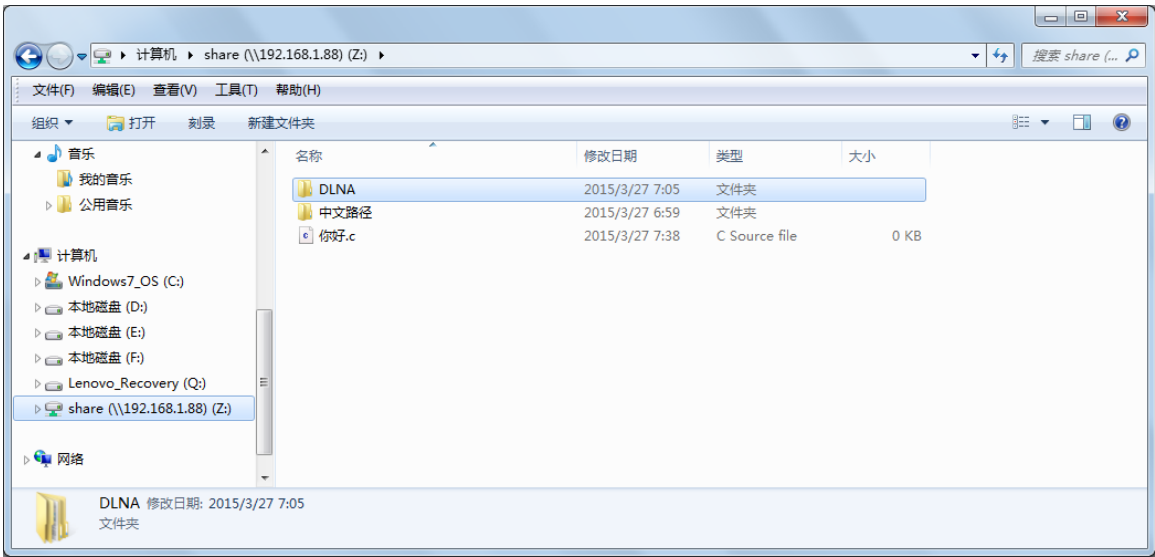 计算机 share (\\192.168.1.88) (Z:)
搜索 share (...
文件(F) 编辑(E) 查看(V) 工具(T) 帮助(H)
组织 打开 刻录 新建文件夹
音乐
我的音乐
公用音乐
计算机
Windows7_OS (C:)
本地磁盘 (D:)
本地磁盘 (E:)
本地磁盘 (F:)
Lenovo_Recovery (Q:)
share (\\192.168.1.88) (Z:)
网络
名称 修改日期 类型 大小
DLNA 2015/3/27 7:05 文件夹
中文路径 2015/3/27 6:59 文件夹
你好.c 2015/3/27 7:38 C Source file 0 KB
DLNA 修改日期: 2015/3/27 7:05
文件夹